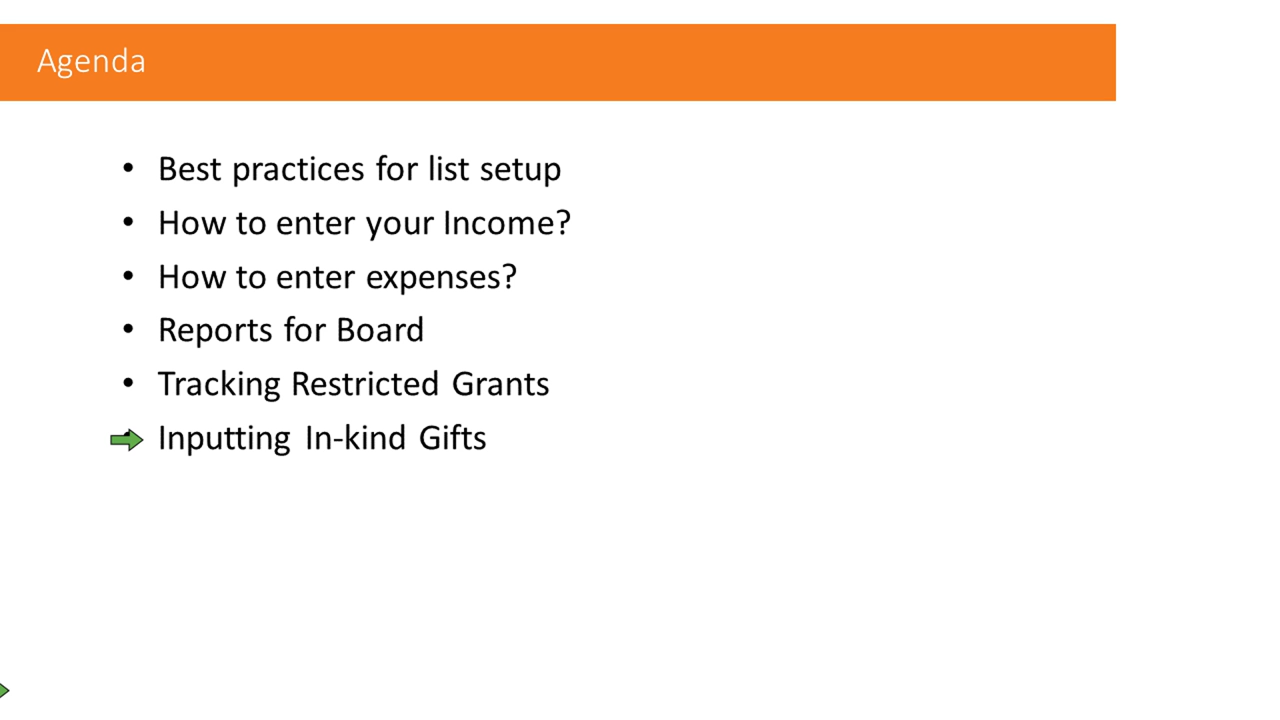 Agenda
• Best practices for list setup
• How to enter your Income?
• How to enter expenses?
• Reports for Board
• Tracking Restricted Grants
Inputting In-kind Gifts